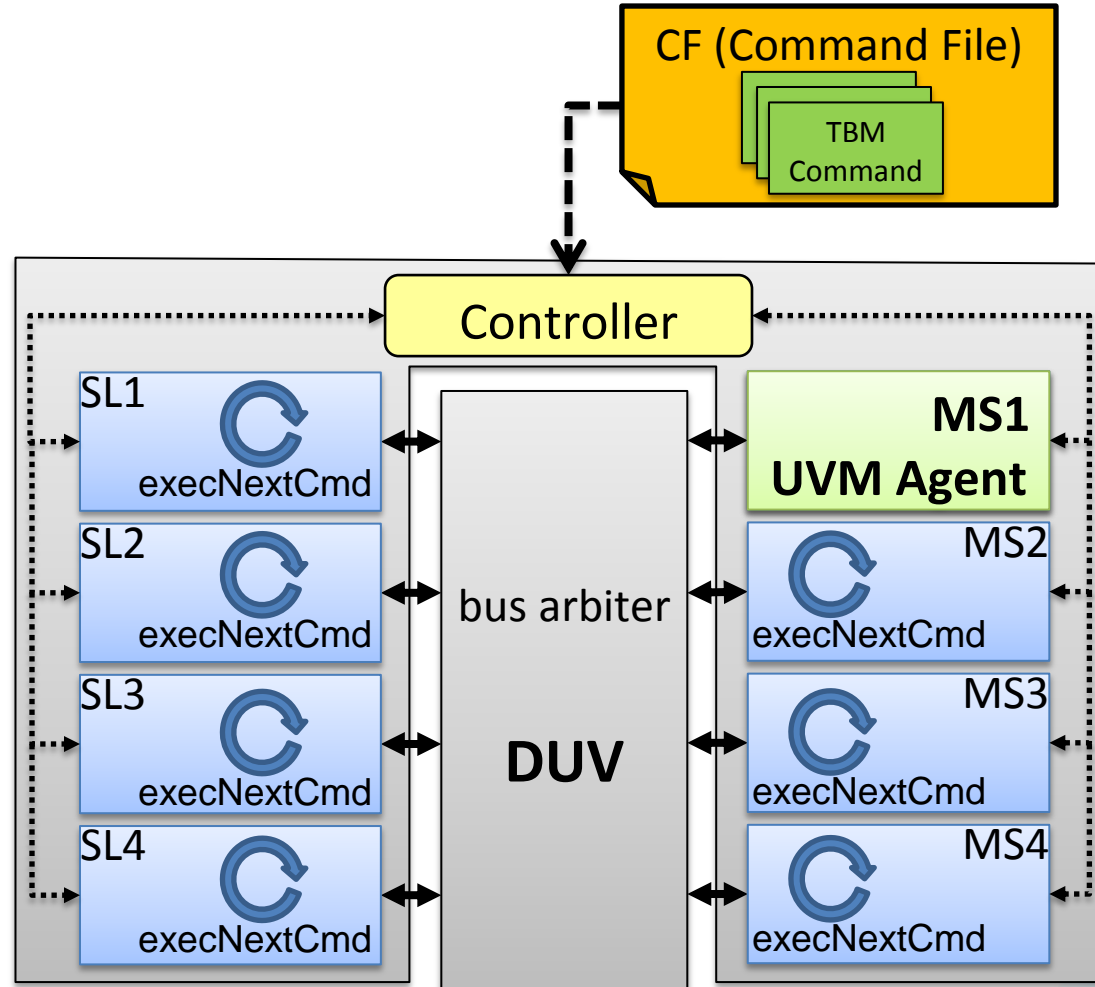 CF (Command File)
TBM
Command
Controller
SL1
execNextCmd
SL2
execNextCmd
SL3
execNextCmd
SL4
execNextCmd
bus arbiter
DUV
MS1
UVM Agent
MS2
execNextCmd
MS3
execNextCmd
MS4
execNextCmd